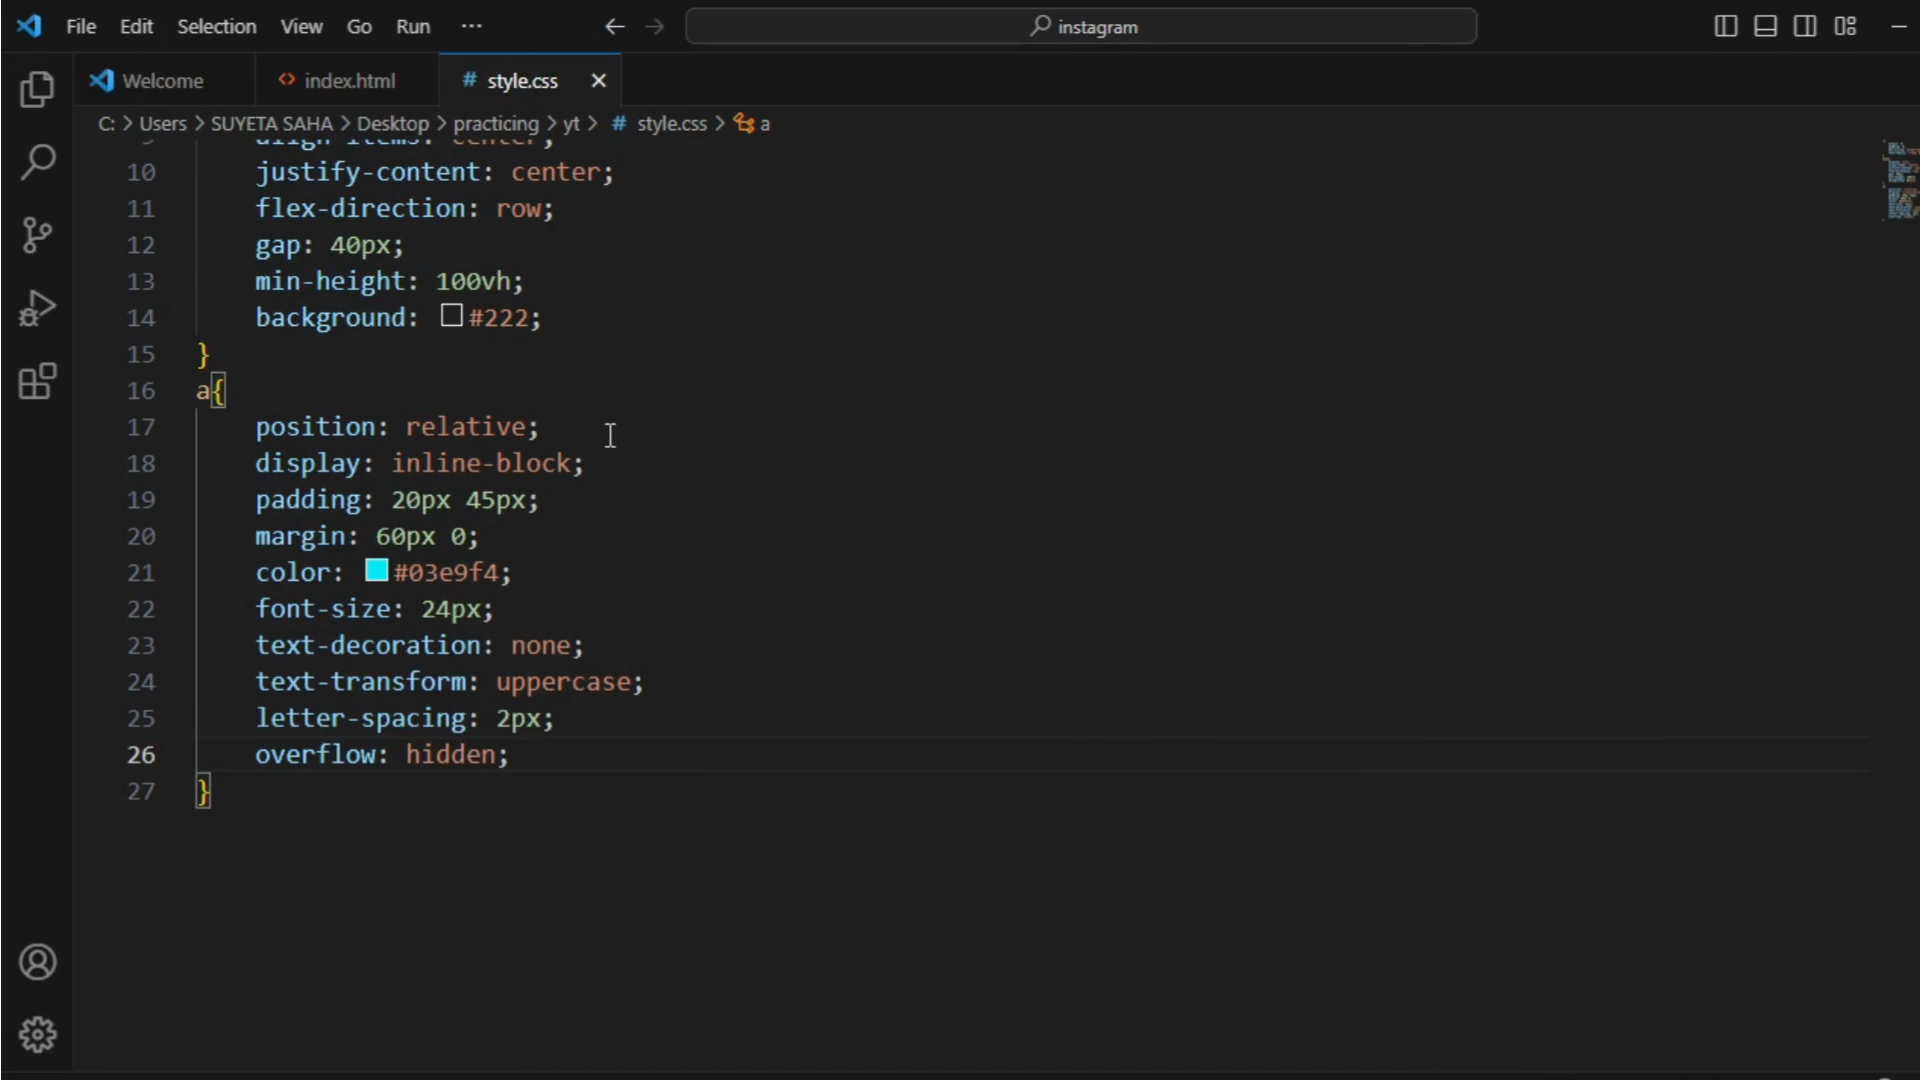 File Edit Selection View Go Run ··· instagram
Welcome index.html style.css
C: > Users > SUYETA SAHA > Desktop > practicing > yt > # style.css > a
9 align-items: center;
10 justify-content: center;
11 flex-direction: row;
12 gap: 40px;
13 min-height: 100vh;
14 background: #222;
15 }
16 a{
17 position: relative;
18 display: inline-block;
19 padding: 20px 45px;
20 margin: 60px 0;
21 color: #03e9f4;
22 font-size: 24px;
23 text-decoration: none;
24 text-transform: uppercase;
25 letter-spacing: 2px;
26 overflow: hidden;
27 }